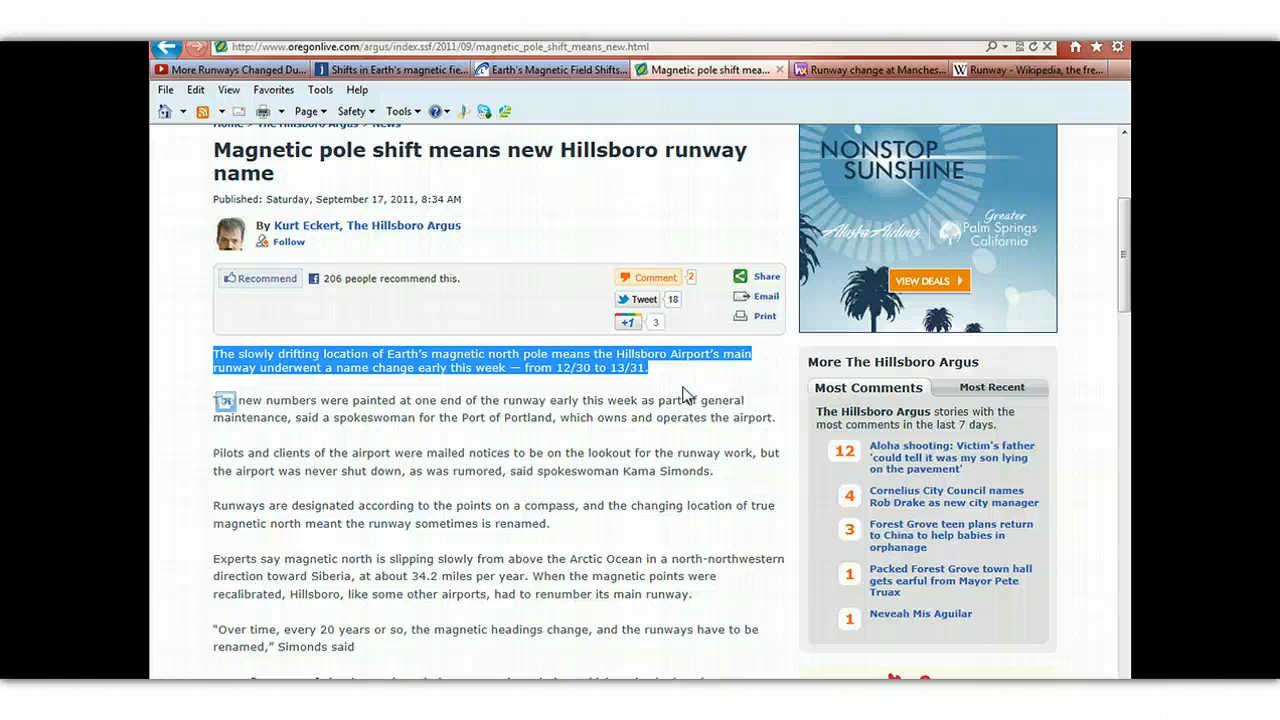 http://www.oregonlive.com/argus/index.ssf/2011/09/magnetic_pole_shift_means_new.html
More Runways Changed Du...
Shifts in Earth's magnetic fie...
Earth's Magnetic Field Shifts...
Magnetic pole shift mea...
Runway change at Manches...
Runway - Wikipedia, the fre...
File Edit View Favorites Tools Help
Page Safety Tools
Home > The Hillsboro Argus > News
Magnetic pole shift means new Hillsboro runway
name
Published: Saturday, September 17, 2011, 8:34 AM
By Kurt Eckert, The Hillsboro Argus
Follow
Recommend 206 people recommend this.
Comment 2
Tweet 18
+1 3
Share
Email
Print
The slowly drifting location of Earth's magnetic north pole means the Hillsboro Airport's main
runway underwent a name change early this week — from 12/30 to 13/31.
The new numbers were painted at one end of the runway early this week as part of general
maintenance, said a spokeswoman for the Port of Portland, which owns and operates the airport.
Pilots and clients of the airport were mailed notices to be on the lookout for the runway work, but
the airport was never shut down, as was rumored, said spokeswoman Kama Simonds.
Runways are designated according to the points on a compass, and the changing location of true
magnetic north meant the runway sometimes is renamed.
Experts say magnetic north is slipping slowly from above the Arctic Ocean in a north-northwestern
direction toward Siberia, at about 34.2 miles per year. When the magnetic points were
recalibrated, Hillsboro, like some other airports, had to renumber its main runway.
"Over time, every 20 years or so, the magnetic headings change, and the runways have to be
renamed," Simonds said
NONSTOP
SUNSHINE
Alaska Airlines
Greater
Palm Springs
California
VIEW DEALS
More The Hillsboro Argus
Most Comments Most Recent
The Hillsboro Argus stories with the
most comments in the last 7 days.
12 Aloha shooting: Victim's father
'could tell it was my son lying
on the pavement'
4 Cornelius City Council names
Rob Drake as new city manager
3 Forest Grove teen plans return
to China to help babies in
orphanage
1 Packed Forest Grove town hall
gets earful from Mayor Pete
Truax
1 Neveah Mis Aguilar